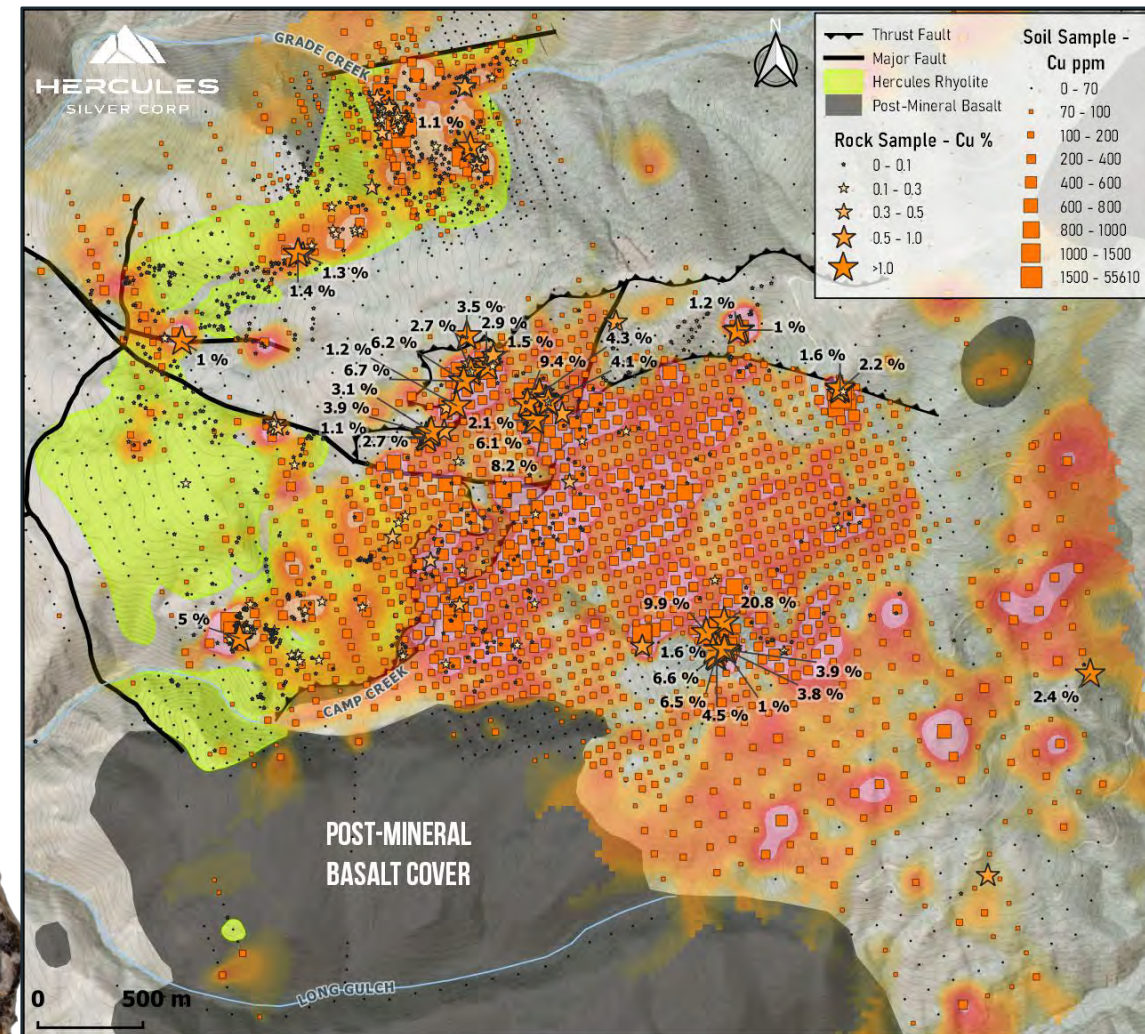 HERCULES
SILVER CORP
GRADE CREEK
N
Thrust Fault
Major Fault
Hercules Rhyolite
Post-Mineral Basalt
Rock Sample - Cu %
0 - 0.1
0.1 - 0.3
0.3 - 0.5
0.5 - 1.0
>1.0
Soil Sample -
Cu ppm
0 - 70
70 - 100
100 - 200
200 - 400
400 - 600
600 - 800
800 - 1000
1000 - 1500
1500 - 55610
1.1 %
1.3 %
1.4 %
1 %
3.5 %
2.7 %
2.9 %
6.2 %
1.5 %
1.2 %
6.7 %
3.1 %
3.9 %
1.1 %
2.7 %
9.4 %
4.3 %
4.1 %
2.1 %
6.1 %
8.2 %
1.2 %
1 %
1.6 %
2.2 %
5 %
9.9 %
20.8 %
1.6 %
6.6 %
6.5 %
4.5 %
1 %
3.8 %
3.9 %
2.4 %
CAMP CREEK
POST-MINERAL
BASALT COVER
LONG GULCH
0 500 m